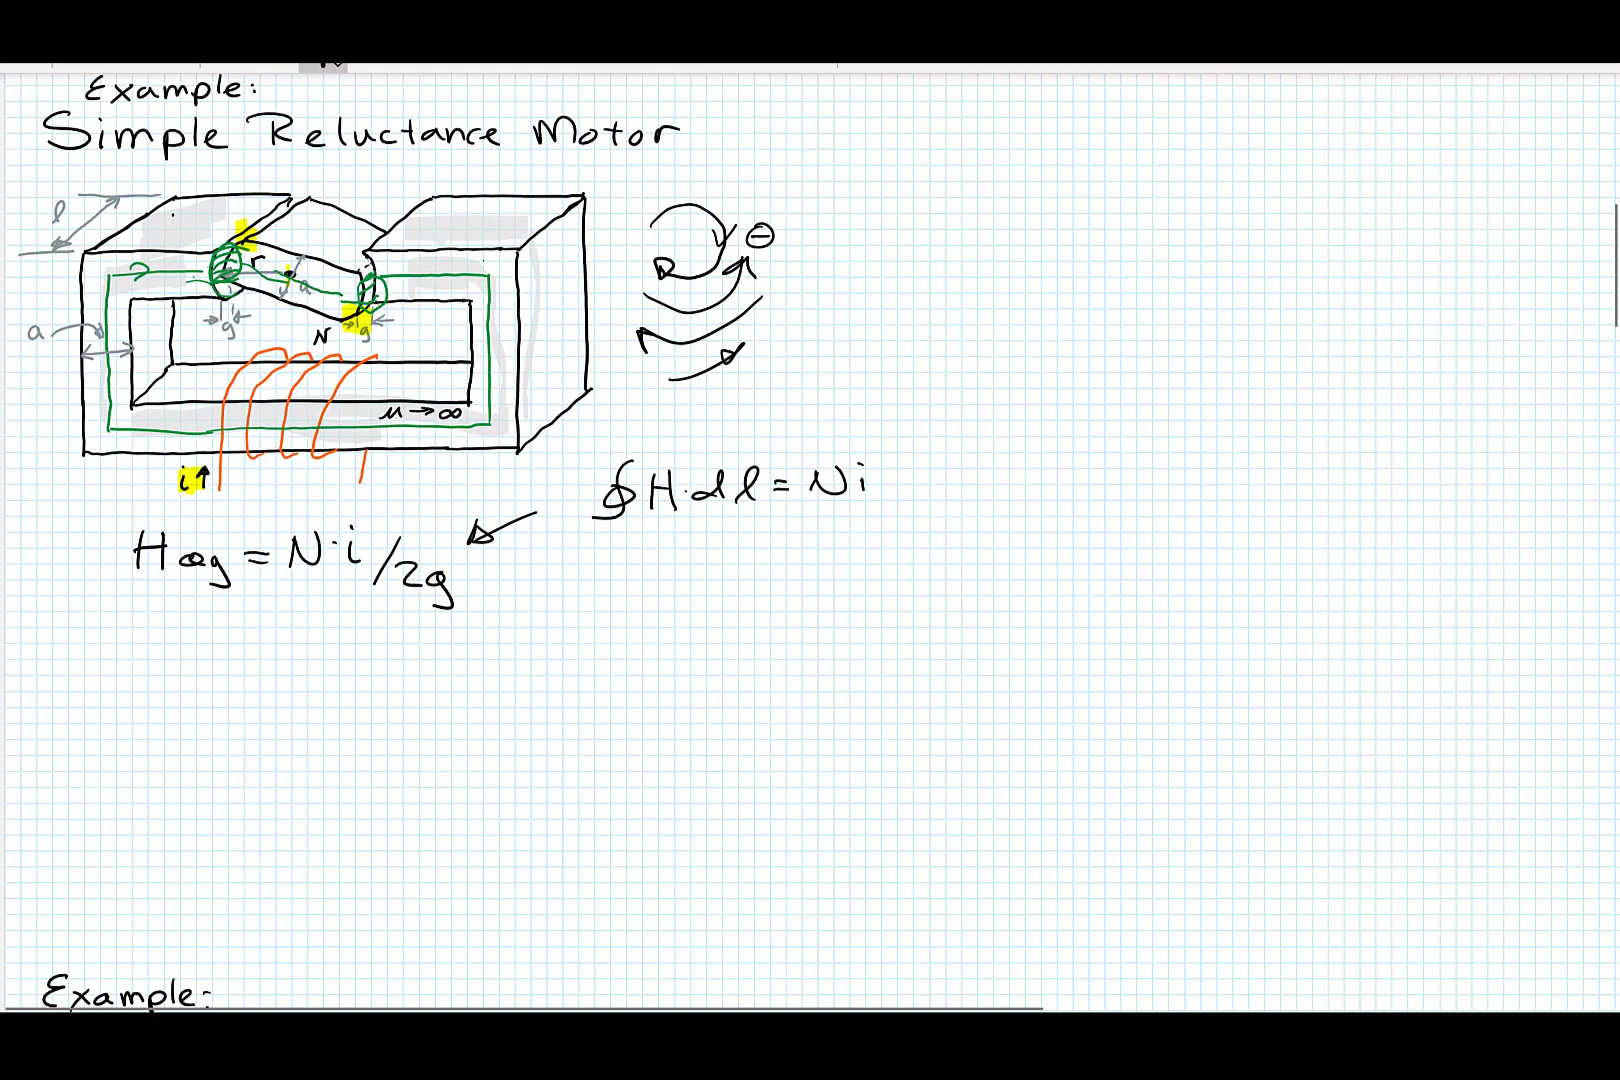 Example:
Simple Reluctance Motor
l
r
a
g
g
a
N
θ
μ → ∞
i↑
∮ H·dl = Ni
Hag = N·i/2g
Example: